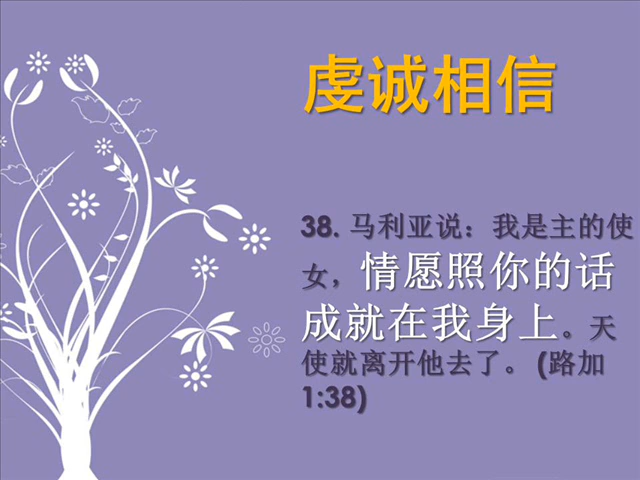 虔诚相信
38. 马利亚说：我是主的使
女，情愿照你的话
成就在我身上。天
使就离开他去了。 (路加
1:38)